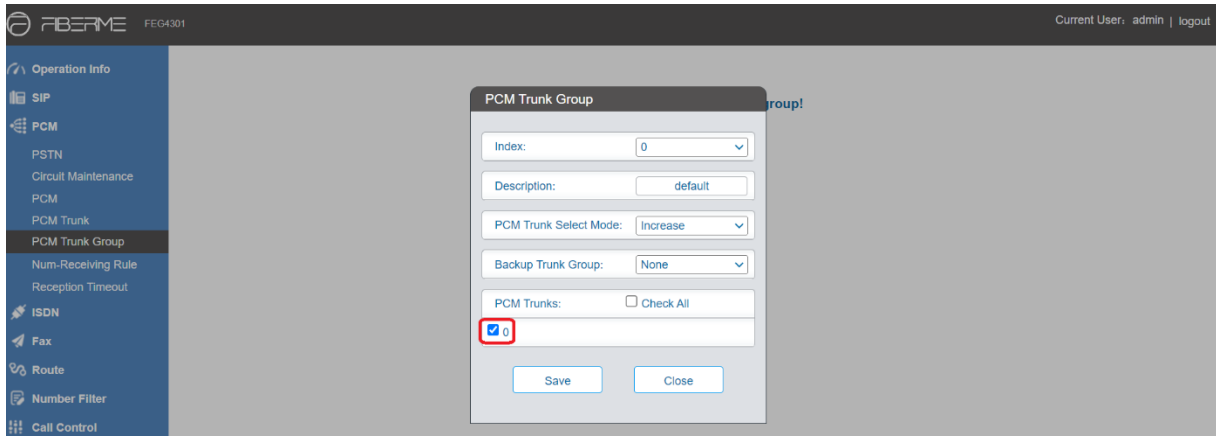 FIBERME FEG4301
Current User: admin | logout
Operation Info
SIP
PCM
PSTN
Circuit Maintenance
PCM
PCM Trunk
PCM Trunk Group
Num-Receiving Rule
Reception Timeout
ISDN
Fax
Route
Number Filter
Call Control
group!
PCM Trunk Group
Index: 0
Description: default
PCM Trunk Select Mode: Increase
Backup Trunk Group: None
PCM Trunks: Check All
0
Save Close